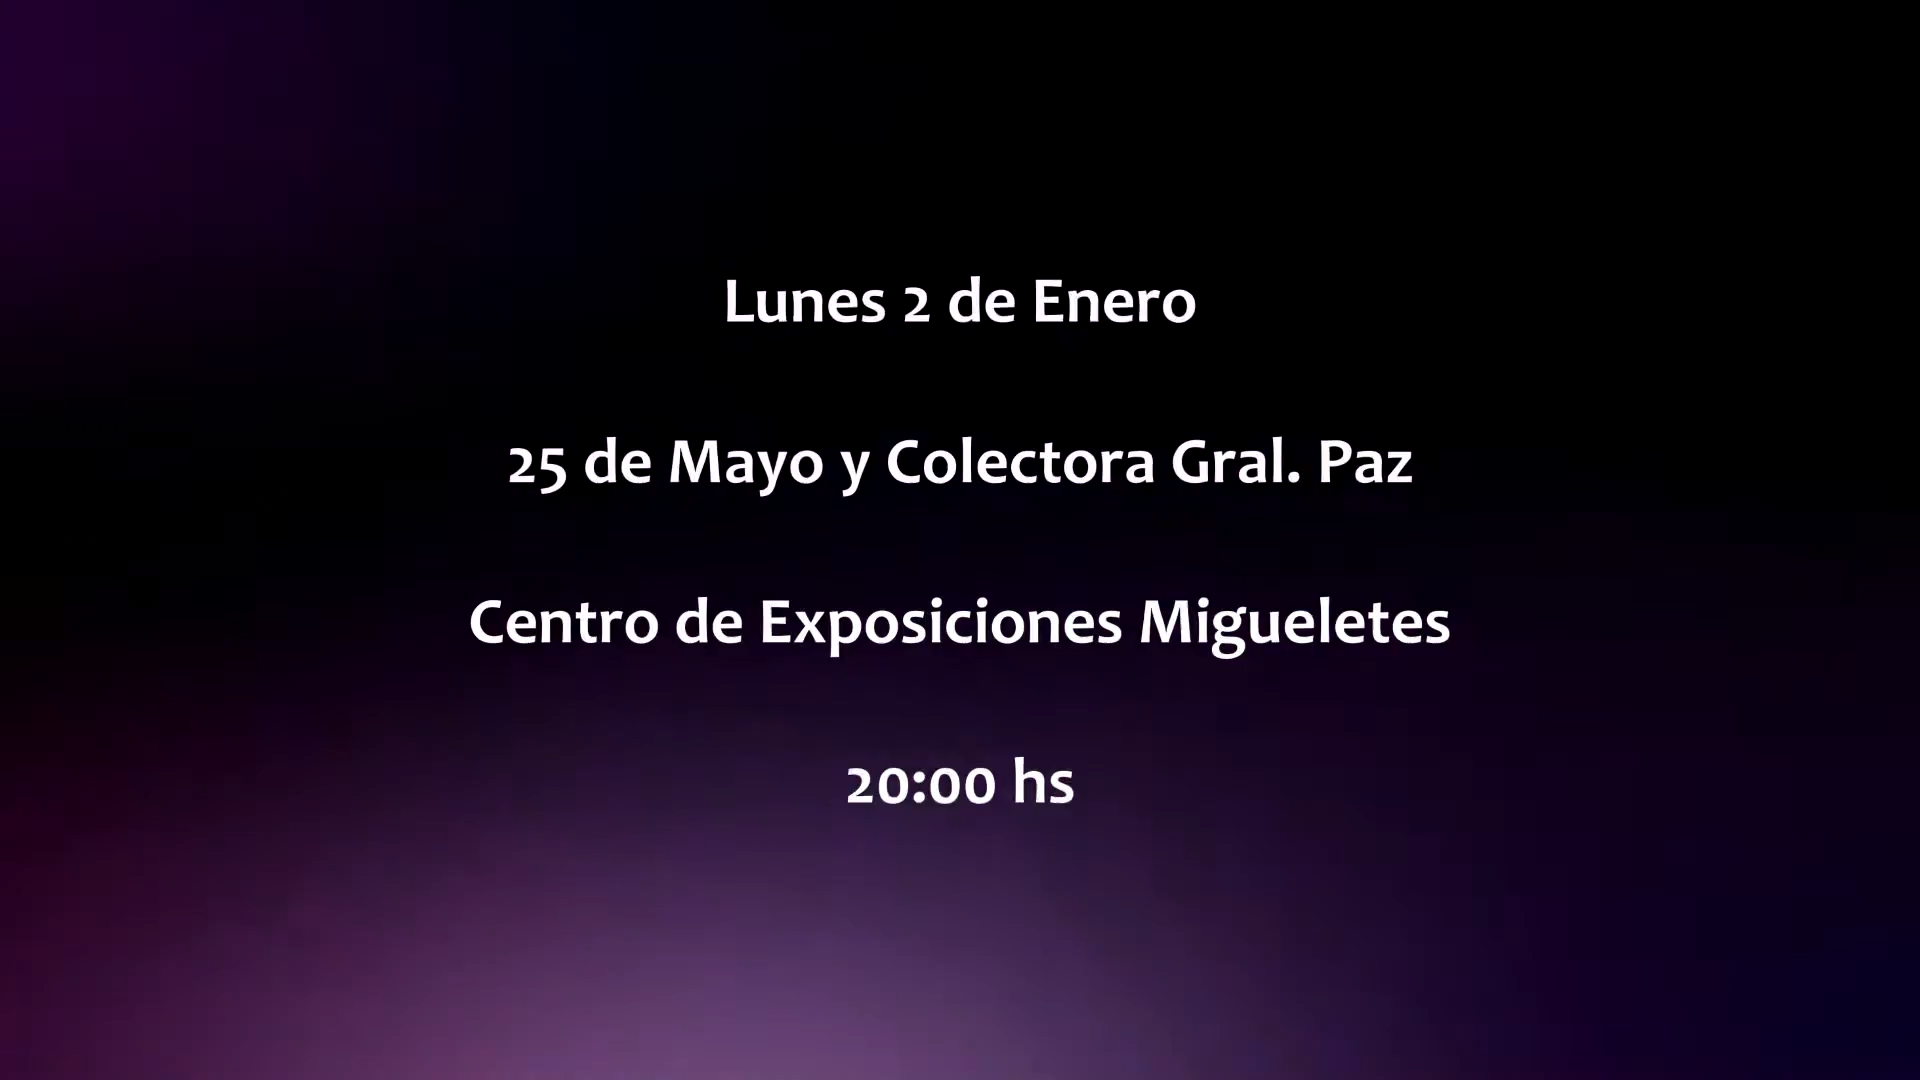 Lunes 2 de Enero
25 de Mayo y Colectora Gral. Paz
Centro de Exposiciones Migueletes
20:00 hs